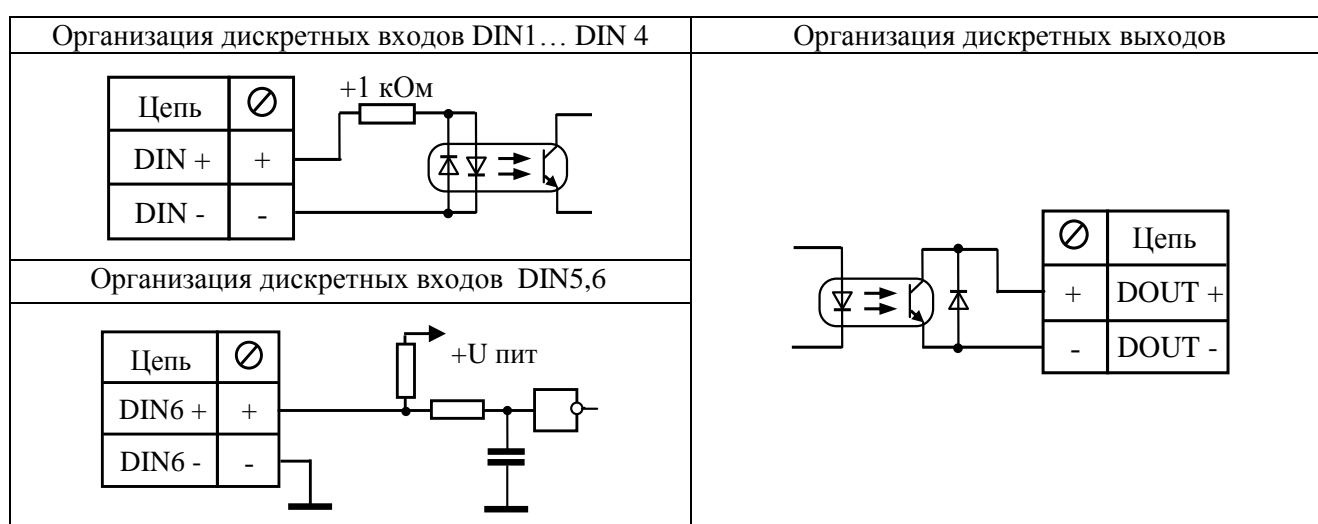 Организация дискретных входов DIN1… DIN 4
Цепь
+1 кОм
DIN + +
DIN - -
Организация дискретных входов DIN5,6
Цепь
+U пит
DIN6 + +
DIN6 - -
Организация дискретных выходов
Цепь
+ DOUT +
- DOUT -